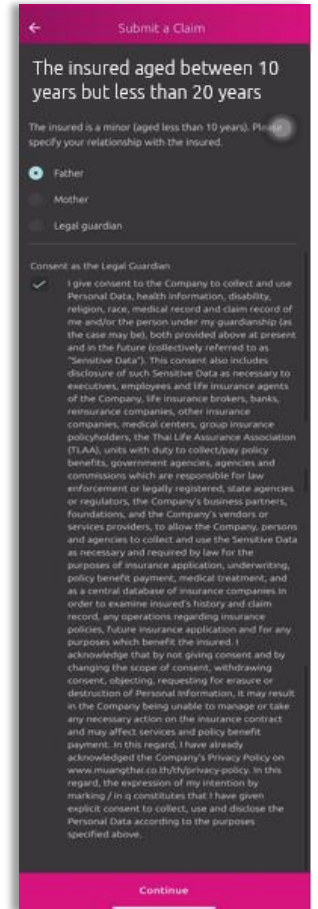 Submit a Claim
The insured aged between 10
years but less than 20 years
The insured is a minor (aged less than 10 years). Please
specify your relationship with the insured.
Father
Mother
Legal guardian
Consent as the Legal Guardian
I give consent to the Company to collect and use
Personal Data, health information, disability,
religion, race, medical record and claim record of
me and/or the person under my guardianship (as
the case may be), both provided above at present
and in the future (collectively referred to as
"Sensitive Data"). This consent also includes
disclosure of such Sensitive Data as necessary to
executives, employees and life insurance agents
of the Company, life insurance brokers, banks,
reinsurance companies, other insurance
companies, medical centers, group insurance
policyholders, the Thai Life Assurance Association
(TLAA), units with duty to collect/pay policy
benefits, government agencies, agencies and
commissions which are responsible for law
enforcement or legally registered, state agencies
or regulators, the Company's business partners,
foundations, and the Company's vendors or
services providers, to allow the Company, persons
and agencies to collect and use the Sensitive Data
as necessary and required by law for the
purposes of insurance application, underwriting,
policy benefit payment, medical treatment, and
as a central database of insurance companies in
order to examine insured's history and claim
record, any operations regarding insurance
policies, future insurance application and for any
purposes which benefit the insured. I
acknowledge that by not giving consent and by
changing the scope of consent, withdrawing
consent, objecting, requesting for erasure or
destruction of Personal Information, it may result
in the Company being unable to manage or take
any necessary action on the insurance contract
and may affect services and policy benefit
payment. In this regard, I have already
acknowledged the Company's Privacy Policy on
www.muangthai.co.th/th/privacy-policy. In this
regard, the expression of my intention by
marking / in q constitutes that I have given
explicit consent to collect, use and disclose the
Personal Data according to the purposes
specified above.
Continue